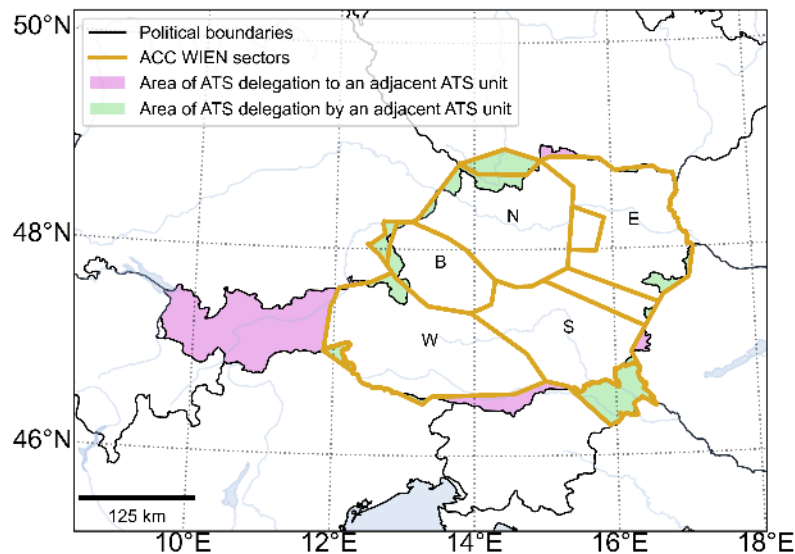 50°N
Political boundaries
ACC WIEN sectors
Area of ATS delegation to an adjacent ATS unit
Area of ATS delegation by an adjacent ATS unit
48°N
N
E
B
W
S
46°N
125 km
10°E
12°E
14°E
16°E
18°E